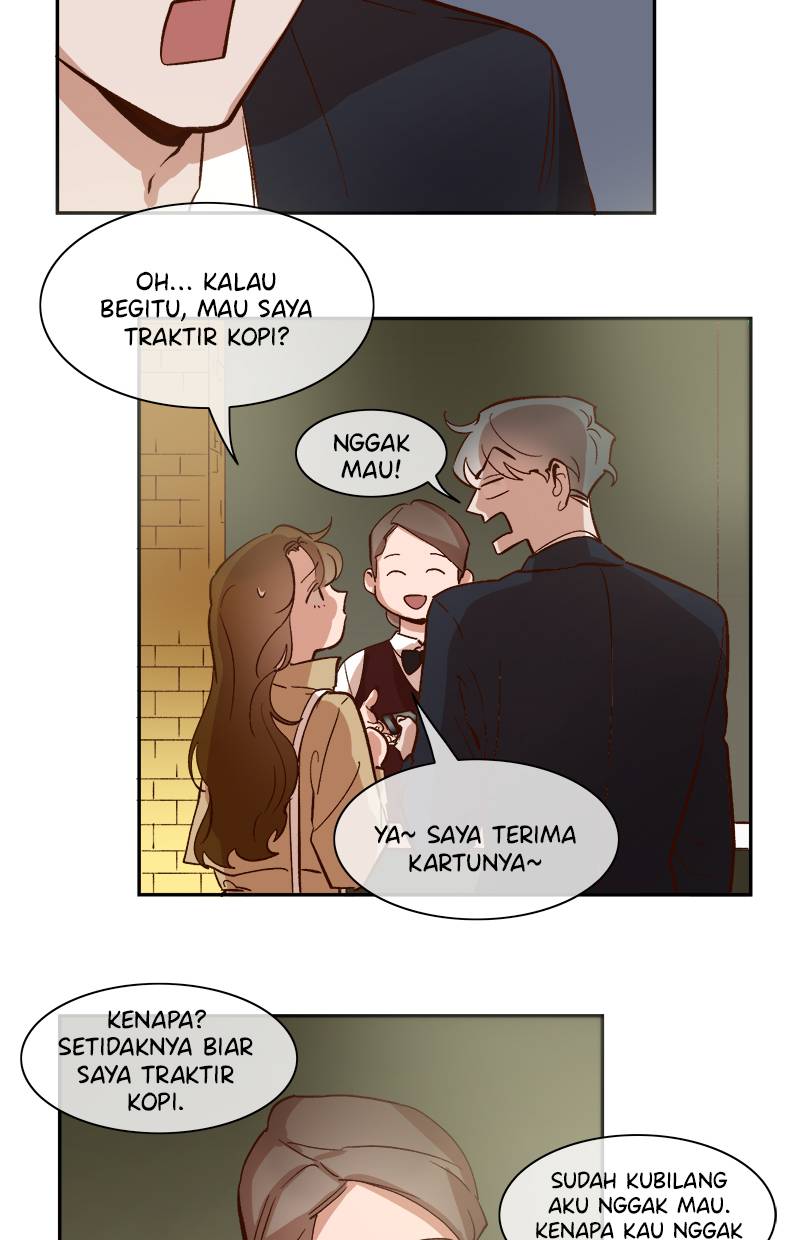 OH... KALAU
BEGITU, MAU SAYA
TRAKTIR KOPI?
NGGAK
MAU!
YA~ SAYA TERIMA
KARTUNYA~
KENAPA?
SETIDAKNYA BIAR
SAYA TRAKTIR
KOPI.
SUDAH KUBILANG
AKU NGGAK MAU.
KENAPA KAU NGGAK